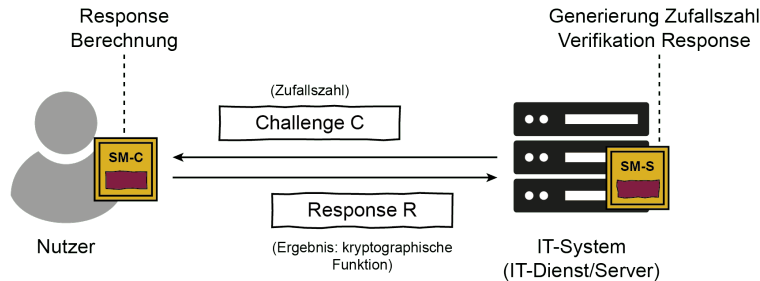 Response
Berechnung
Generierung Zufallszahl
Verifikation Response
(Zufallszahl)
Challenge C
SM-C
SM-S
Response R
Nutzer
(Ergebnis: kryptographische
Funktion)
IT-System
(IT-Dienst/Server)